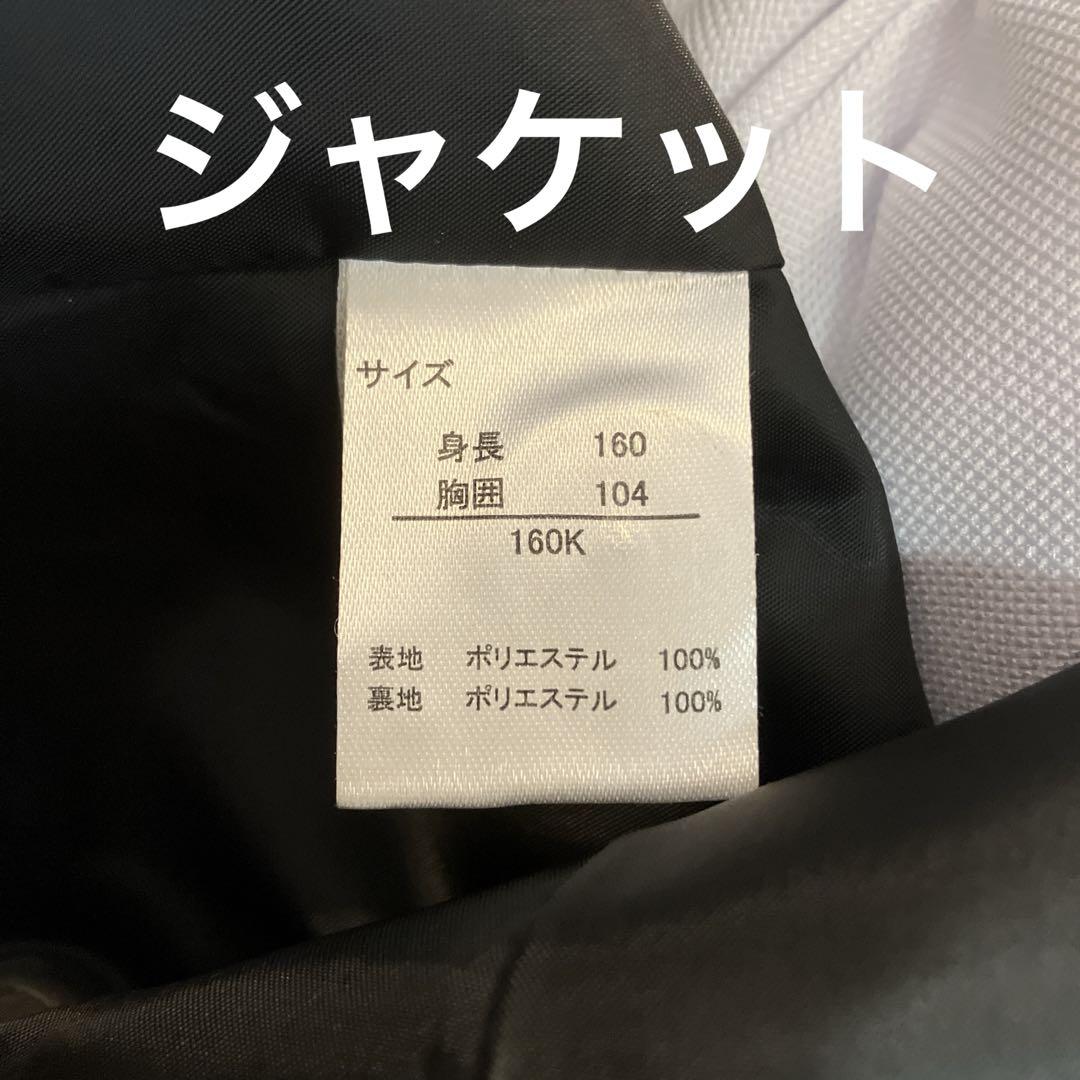 ジャケット
サイズ
身長 160
胸囲 104
160K
表地 ポリエステル 100%
裏地 ポリエステル 100%